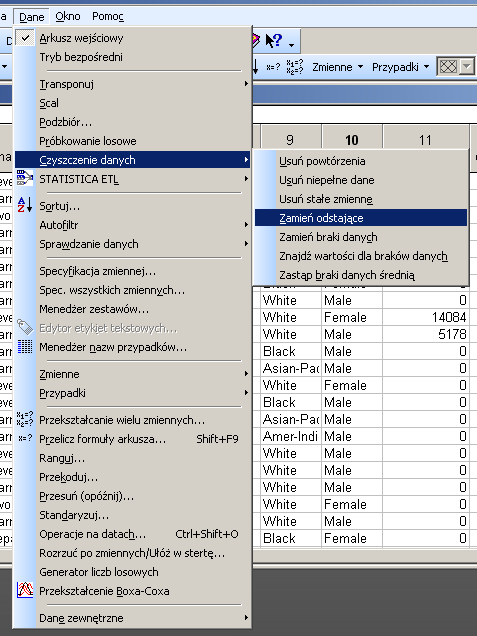 Dane Okno Pomoc
Arkusz wejściowy
Tryb bezpośredni
Zmienne Przypadki
Transponuj
Scal
Podzbiór...
Próbkowanie losowe
9 10 11
Czyszczenie danych
STATISTICA ETL
Sortuj...
Autofiltr
Sprawdzanie danych
Usuń powtórzenia
Usuń niepełne dane
Usuń stałe zmienne
Zamień odstające
Zamień braki danych
Znajdź wartości dla braków danych
Zastąp braki danych średnią
Specyfikacja zmiennej...
Spec. wszystkich zmiennych...
Menedżer zestawów...
Edytor etykiet tekstowych...
Menedżer nazw przypadków...
Zmienne
Przypadki
Przekształcanie wielu zmiennych...
Przelicz formuły arkusza... Shift+F9
Ranguj...
Przekoduj...
Przesuń (opóźnij)...
Standaryzuj...
Operacje na datach... Ctrl+Shift+O
Rozrzuć po zmiennych/Ułóż w stertę...
Generator liczb losowych
Przekształcenie Boxa-Coxa
Dane zewnętrzne
White Male 0
White Female 14084
White Male 5178
Black Male 0
Asian-Pac Male 0
White Female 0
Black Male 0
Asian-Pac Male 0
Amer-Indi Male 0
White Male 0
White Male 0
White Male 0
White Female 0
White Male 0
Black Female 0